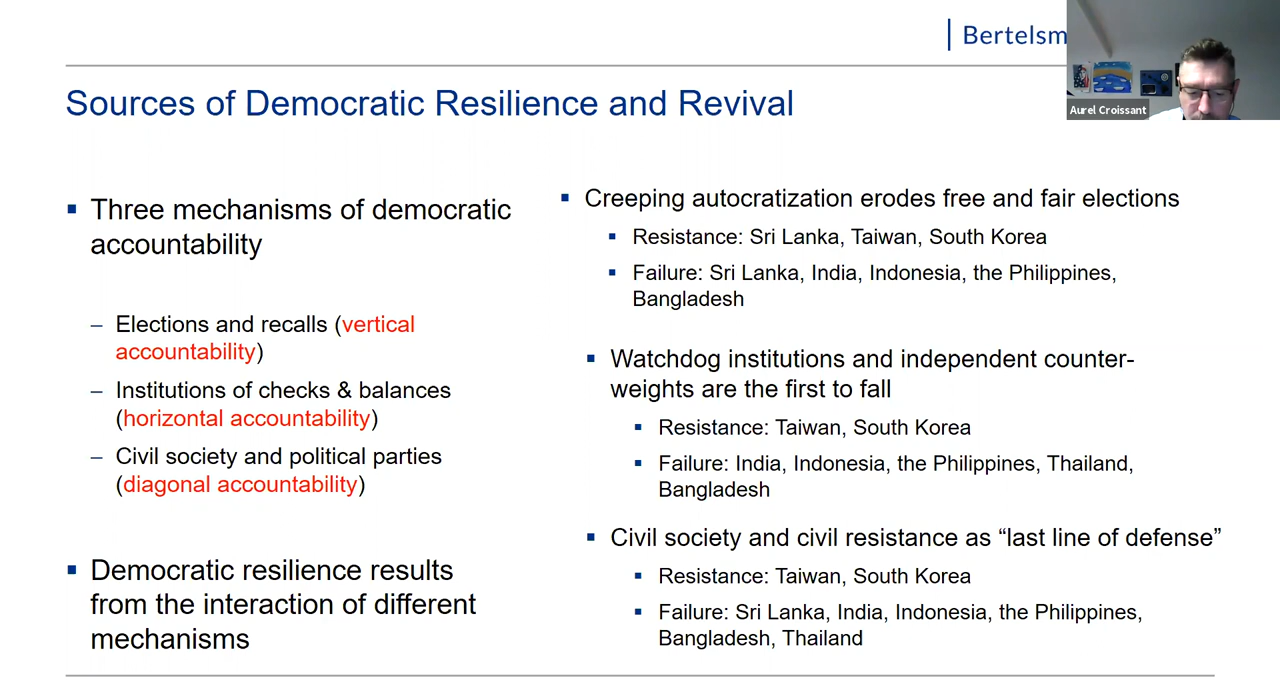 Bertelsm
Aurel Croissant
Sources of Democratic Resilience and Revival
▪ Three mechanisms of democratic
accountability
– Elections and recalls (vertical
accountability)
– Institutions of checks & balances
(horizontal accountability)
– Civil society and political parties
(diagonal accountability)
▪ Democratic resilience results
from the interaction of different
mechanisms
▪ Creeping autocratization erodes free and fair elections
▪ Resistance: Sri Lanka, Taiwan, South Korea
▪ Failure: Sri Lanka, India, Indonesia, the Philippines,
Bangladesh
▪ Watchdog institutions and independent counter-
weights are the first to fall
▪ Resistance: Taiwan, South Korea
▪ Failure: India, Indonesia, the Philippines, Thailand,
Bangladesh
▪ Civil society and civil resistance as “last line of defense”
▪ Resistance: Taiwan, South Korea
▪ Failure: Sri Lanka, India, Indonesia, the Philippines,
Bangladesh, Thailand